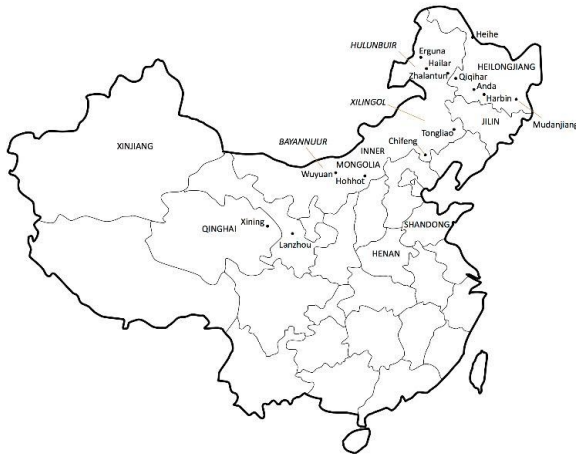 Heihe
HULUNBUIR
Erguna
Hailar
HEILONGJIANG
Zhalantun
Qiqihar
Anda
Harbin
XILINGOL
Mudanjiang
JILIN
Tongliao
XINJIANG
BAYANNUUR
Chifeng
INNER
MONGOLIA
Wuyuan
Hohhot
QINGHAI
Xining
SHANDONG
Lanzhou
HENAN